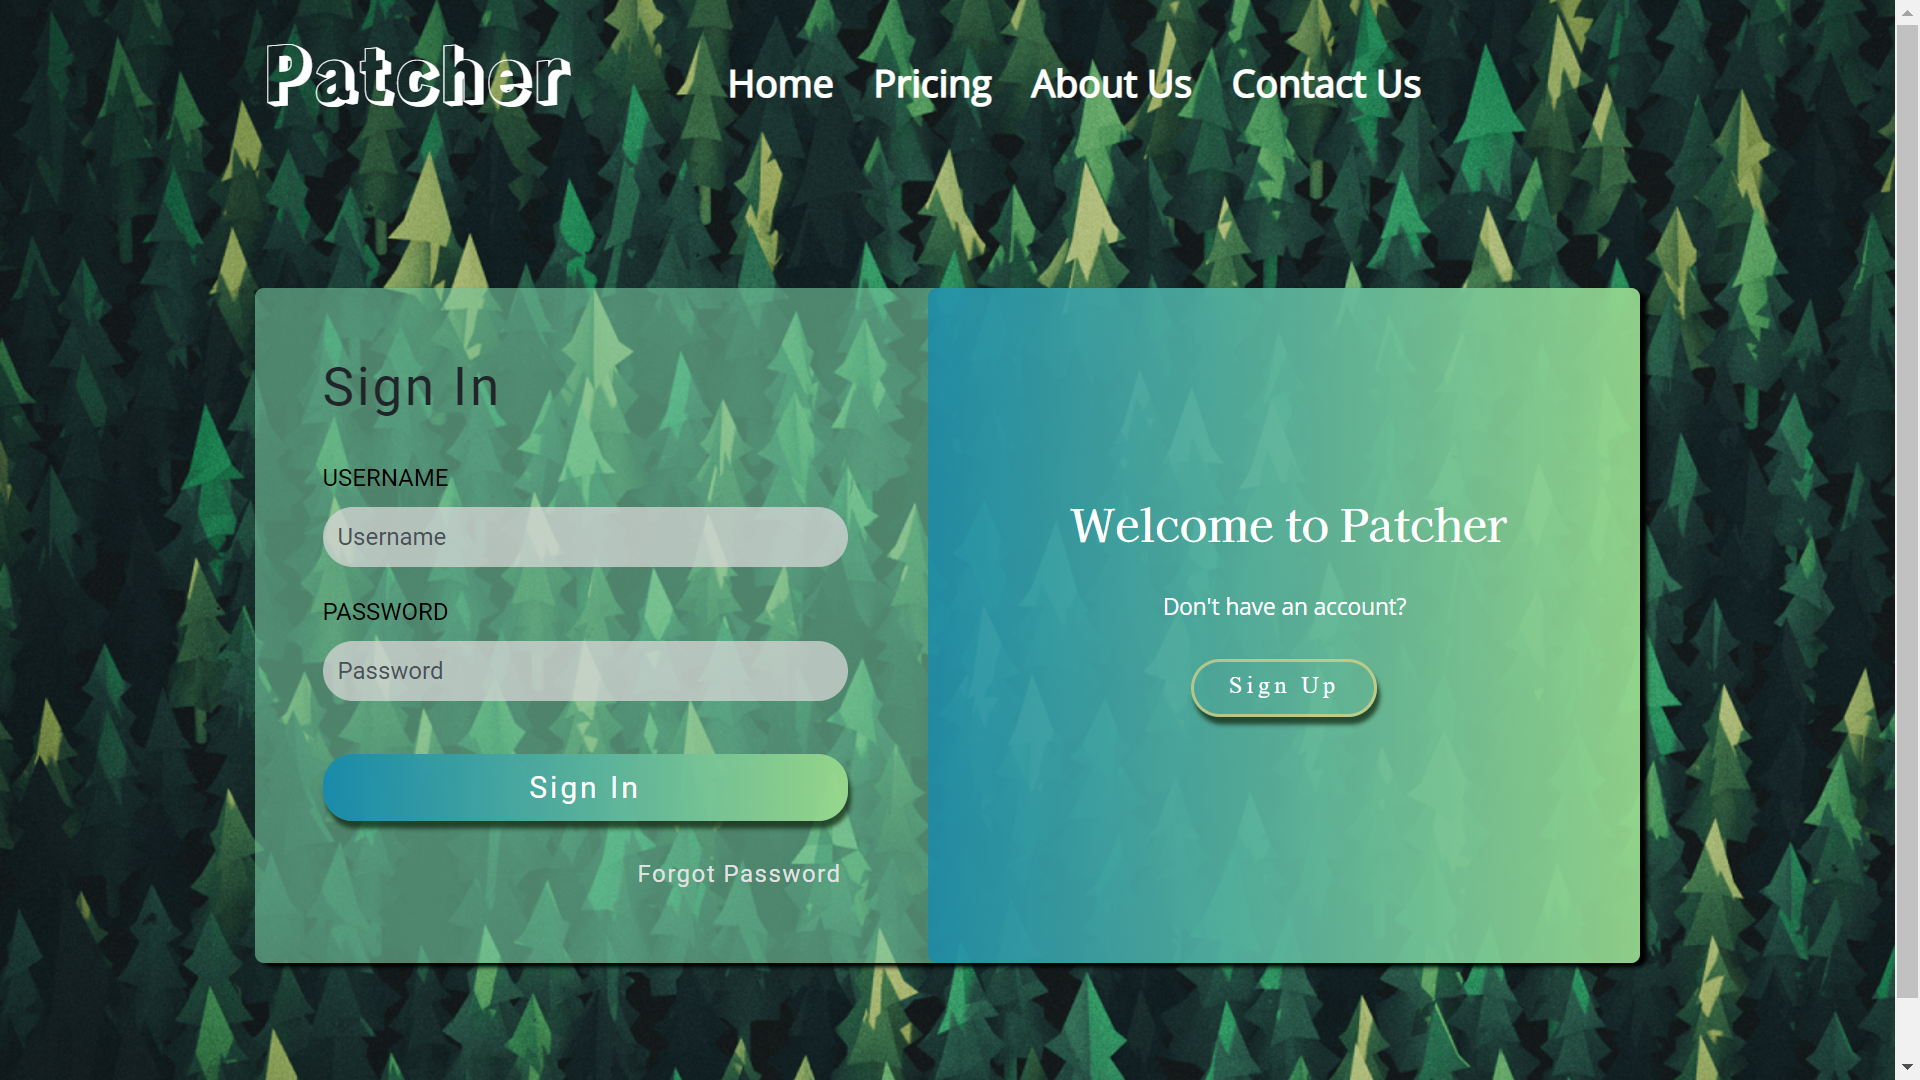 Patcher
Home Pricing About Us Contact Us
Sign In
USERNAME
Username
PASSWORD
Password
Sign In
Forgot Password
Welcome to Patcher
Don't have an account?
Sign Up